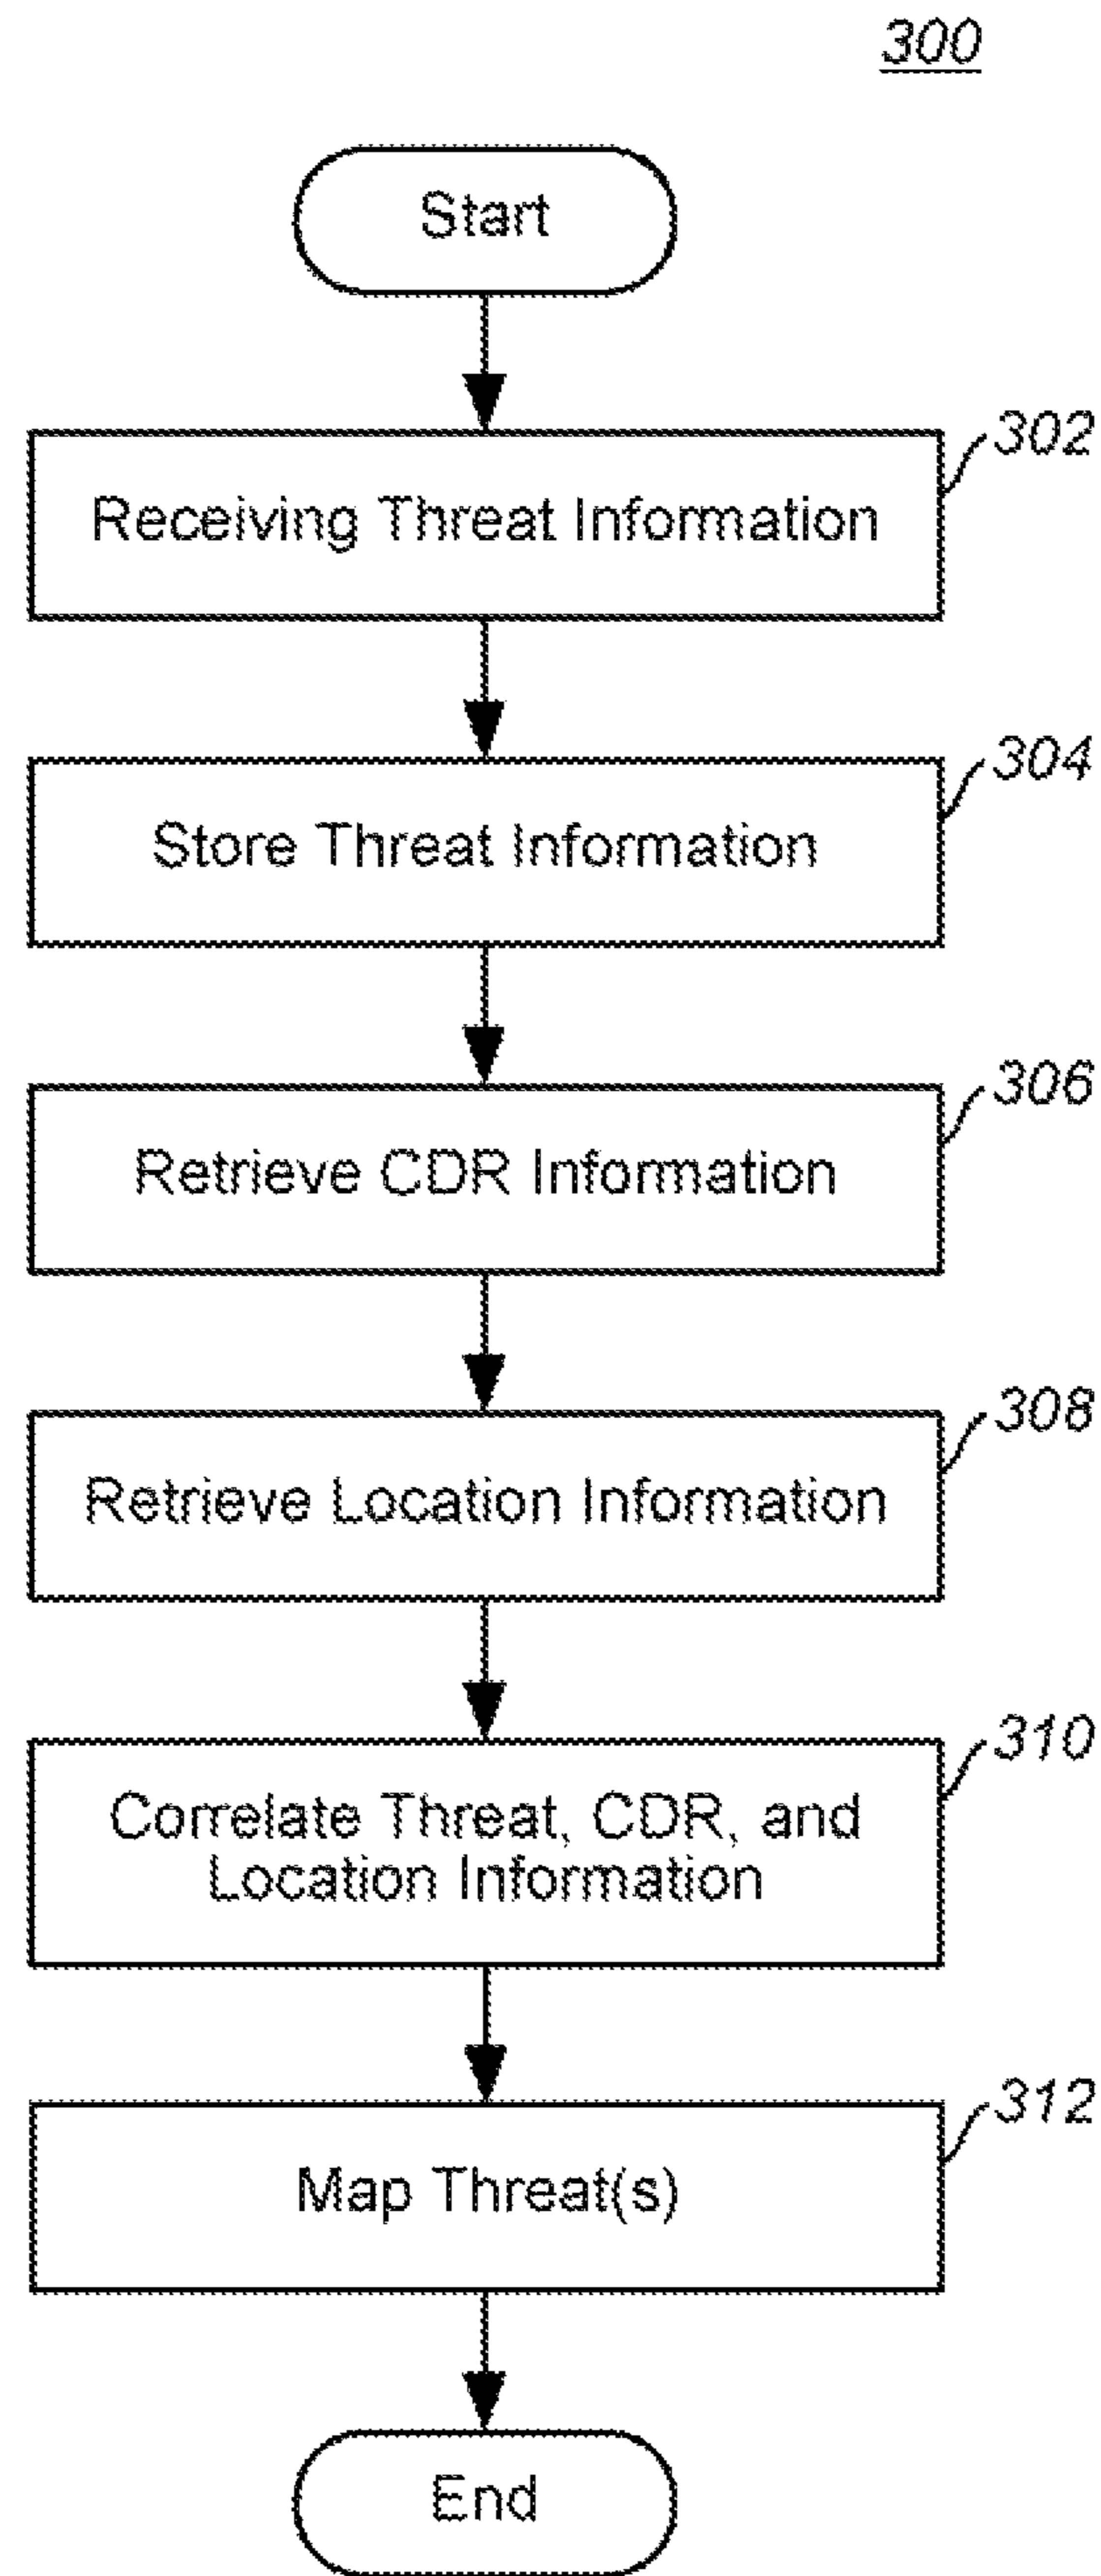 300
Start
302
Receiving Threat Information
304
Store Threat Information
306
Retrieve CDR Information
308
Retrieve Location Information
310
Correlate Threat, CDR, and
Location Information
312
Map Threat(s)
End